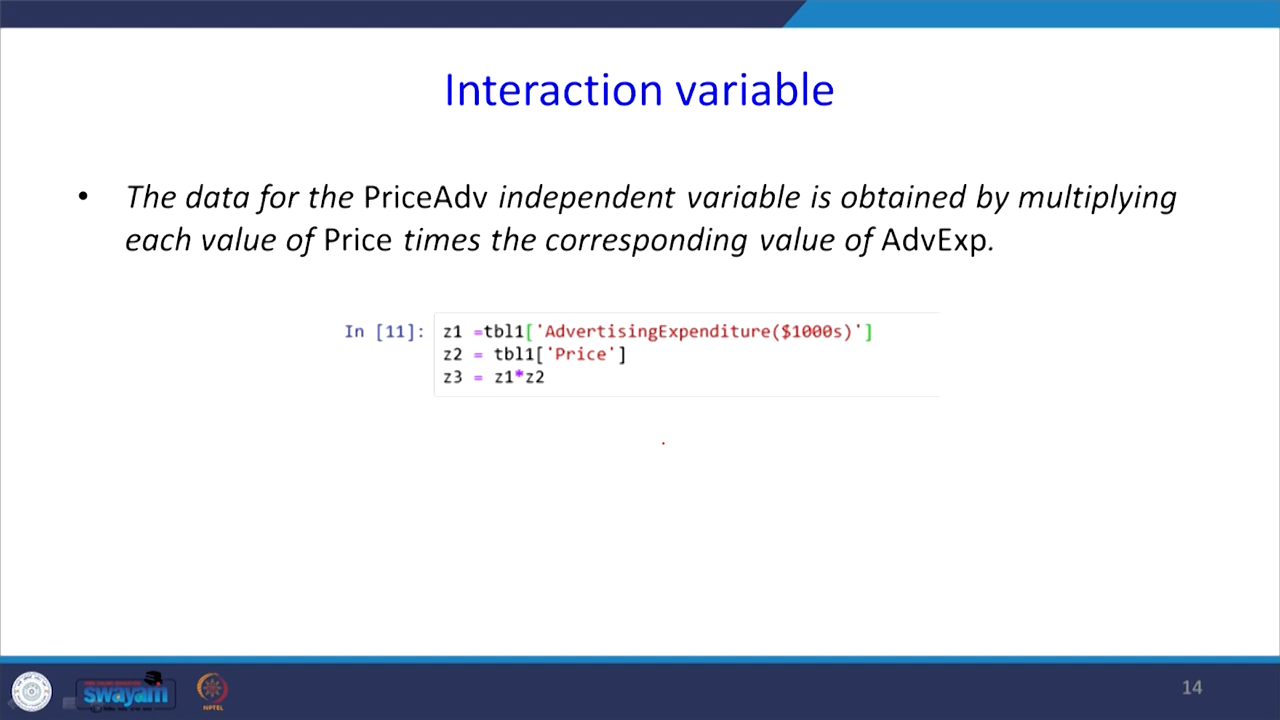 Interaction variable
• The data for the PriceAdv independent variable is obtained by multiplying
each value of Price times the corresponding value of AdvExp.
In [11]: z1 =tbl1['AdvertisingExpenditure($1000s)']
z2 = tbl1['Price']
z3 = z1*z2
swayam
NPTEL
14